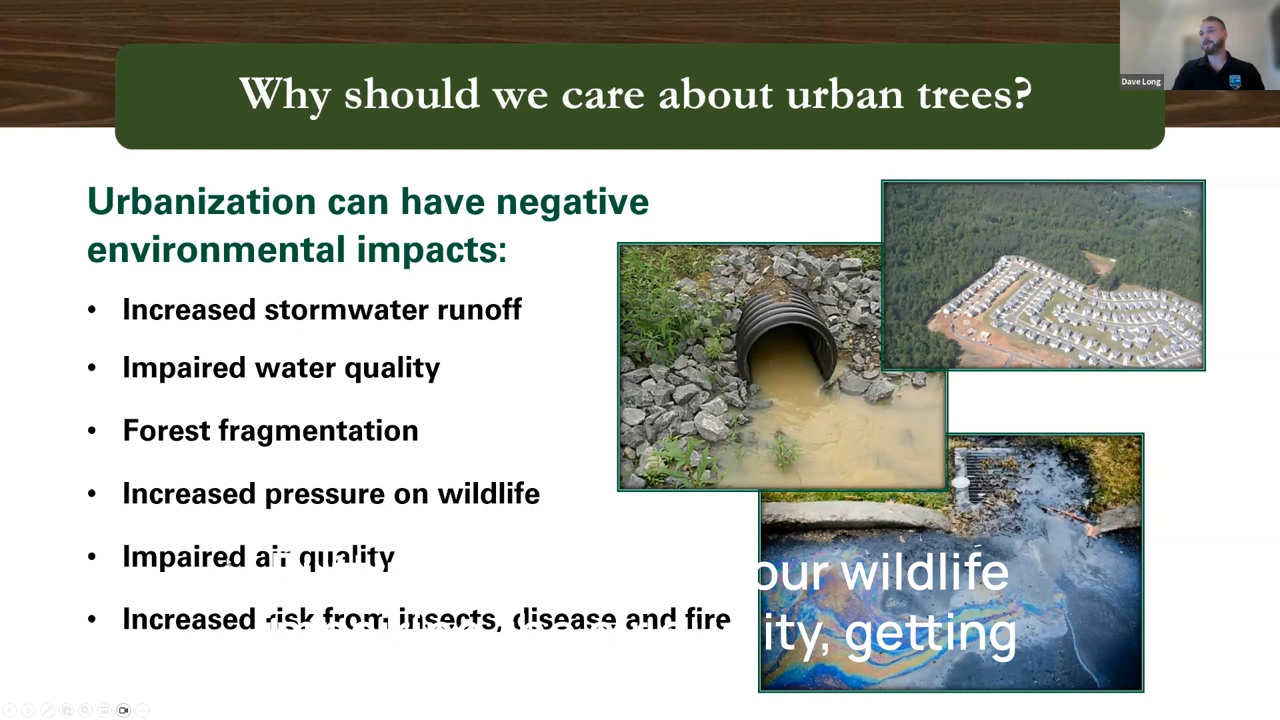 Why should we care about urban trees?
Dave Long
Urbanization can have negative
environmental impacts:
• Increased stormwater runoff
• Impaired water quality
• Forest fragmentation
• Increased pressure on wildlife
• Impaired air quality
• Increased risk from insects, disease and fire
our wildlife
getting